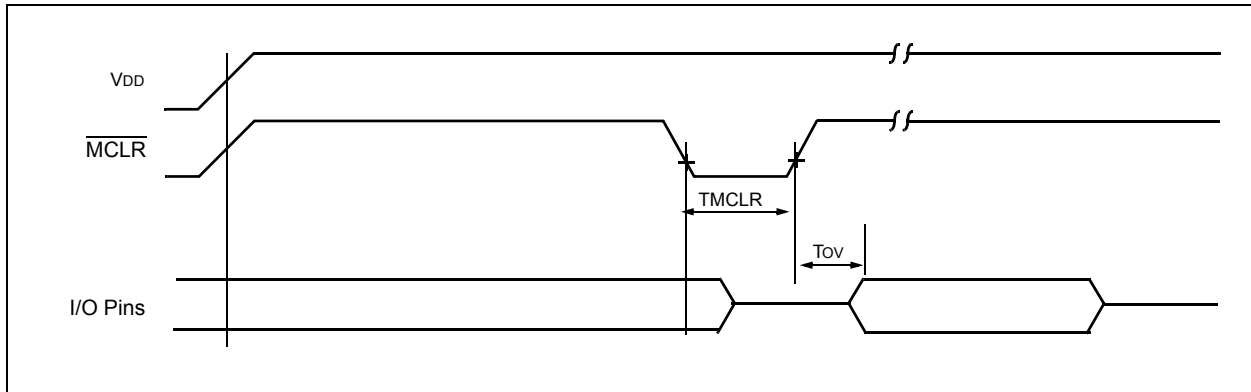 VDD
MCLR
TMCLR
TOV
I/O Pins